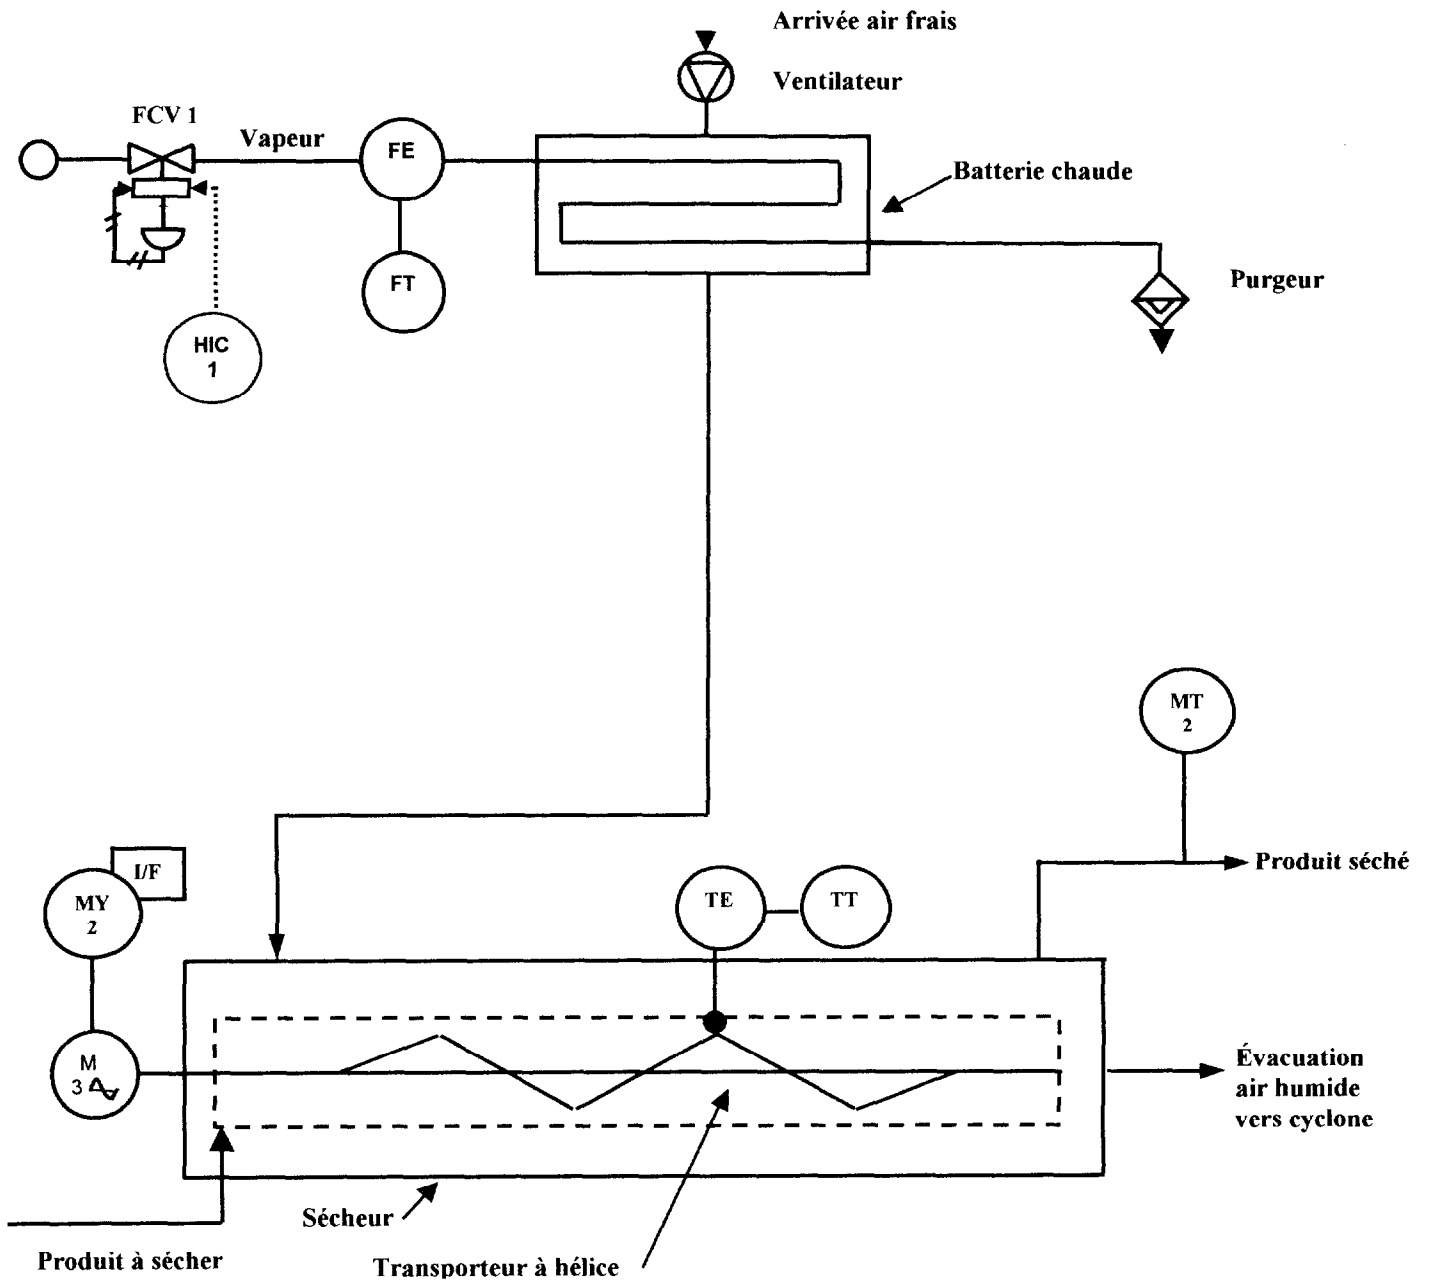 Arrivée air frais
Ventilateur
FCV 1
Vapeur
FE
Batterie chaude
FT
Purgeur
HIC
1
MT
2
I/F
MY
2
TE
TT
Produit séché
M
3
Évacuation
air humide
vers cyclone
Sécheur
Produit à sécher
Transporteur à hélice